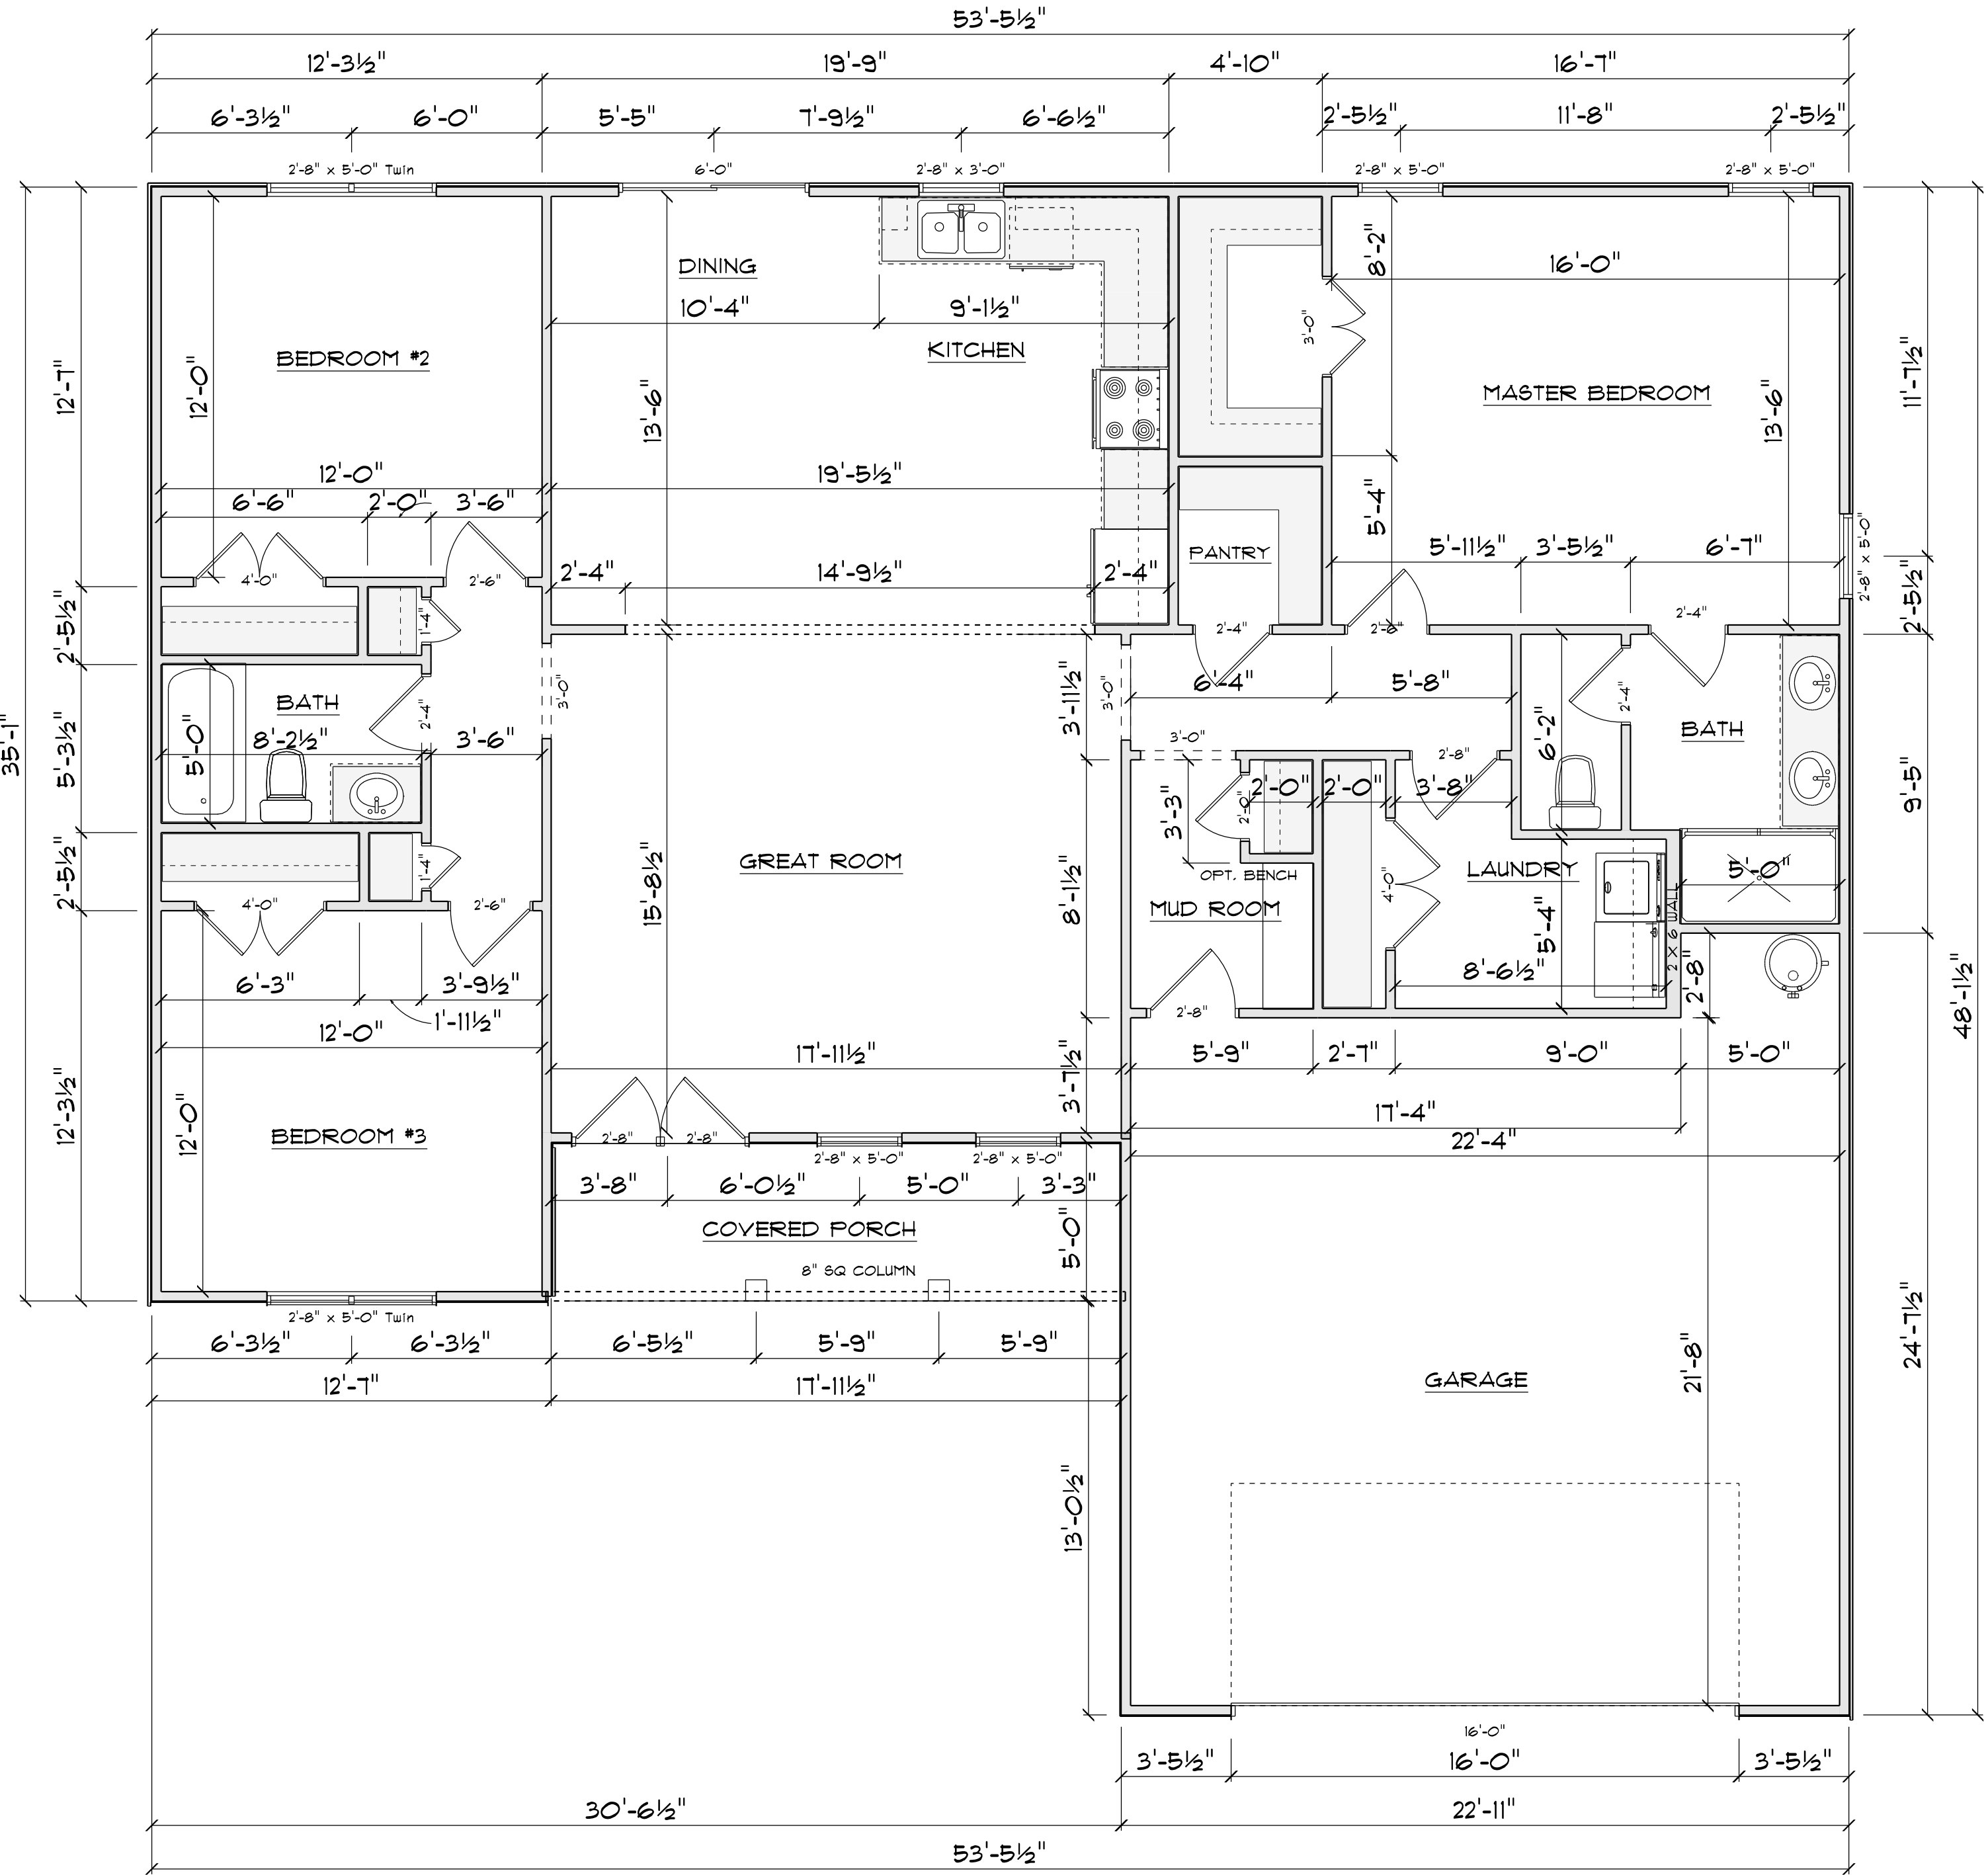 53'-5½"
12'-3½" 19'-9" 4'-10" 16'-7"
6'-3½" 6'-0" 5'-5" 7'-9½" 6'-6½" 2'-5½" 11'-8" 2'-5½"
2'-8" x 5'-0" Twin 6'-0" 2'-8" x 3'-0" 2'-8" x 5'-0" 2'-8" x 5'-0"
8'-2"
DINING 16'-0"
10'-4" 9'-1½"
3'-0"
KITCHEN
BEDROOM #2
12'-7" 12'-0" 13'-6" MASTER BEDROOM 13'-6" 11'-7½"
12'-0" 19'-5½"
6'-6" 2'-0" 3'-6" 5'-4"
PANTRY 5'-11½" 3'-5½" 6'-7" 2'-8" x 5'-0"
4'-0" 2'-6" 2'-4" 14'-9½" 2'-4"
2'-5½" 1'-4" 2'-4" 2'-6" 2'-4" 2'-5½"
3'-0" 3'-11½" 3'-0" 6'-4" 5'-8" 2'-4"
BATH 2'-4" 6'-2" BATH
35'-1" 5'-3½" 5'-0" 8'-2½" 3'-6" 3'-0" 2'-8"
2'-0" 2'-0" 3'-8" 9'-5"
3'-3" 2'-0"
2'-5½" 1'-4" GREAT ROOM LAUNDRY 5'-0"
OPT. BENCH 4'-0"
4'-0" 2'-6" 15'-8½" 8'-1½" MUD ROOM 5'-4" 2 X 6 WALL
6'-3" 3'-9½" 8'-6½" 2'-8"
1'-11½" 2'-8" 48'-1½"
12'-0"
17'-11½" 5'-9" 2'-7" 9'-0" 5'-0"
3'-7½"
17'-4"
12'-3½" 12'-0" BEDROOM #3 2'-8" 2'-8" 22'-4"
2'-8" x 5'-0" 2'-8" x 5'-0"
3'-8" 6'-0½" 5'-0" 3'-3"
COVERED PORCH 5'-0"
8" SQ COLUMN
2'-8" x 5'-0" Twin
6'-3½" 6'-3½" 6'-5½" 5'-9" 5'-9" 24'-7½"
12'-7" 17'-11½" GARAGE 21'-8"
13'-0½"
16'-0"
3'-5½" 16'-0" 3'-5½"
30'-6½" 22'-11"
53'-5½"